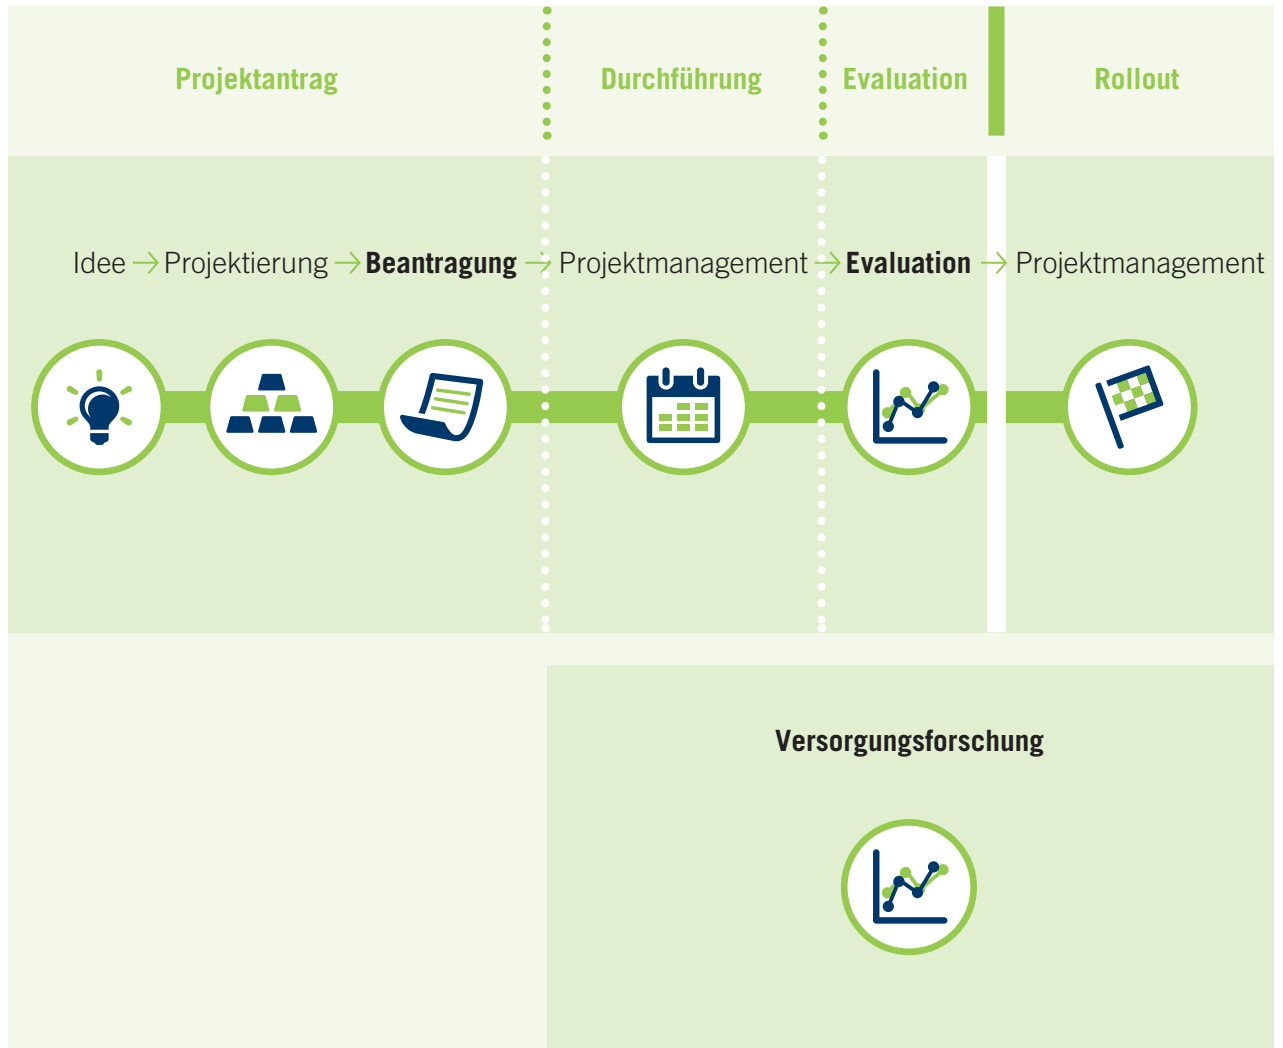 Projektantrag Durchführung Evaluation Rollout
Idee → Projektierung → Beantragung → Projektmanagement → Evaluation → Projektmanagement
Versorgungsforschung